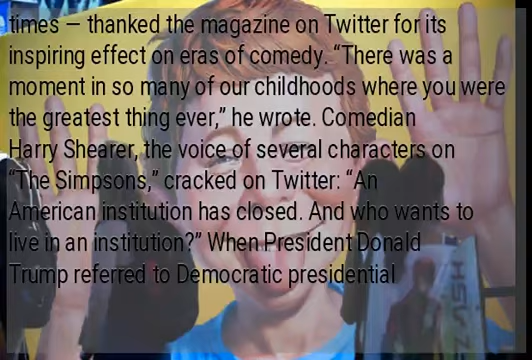 times — thanked the magazine on Twitter for its
inspiring effect on eras of comedy. “There was a
moment in so many of our childhoods where you were
the greatest thing ever,” he wrote. Comedian
Harry Shearer, the voice of several characters on
“The Simpsons,” cracked on Twitter: “An
American institution has closed. And who wants to
live in an institution?” When President Donald
Trump referred to Democratic presidential